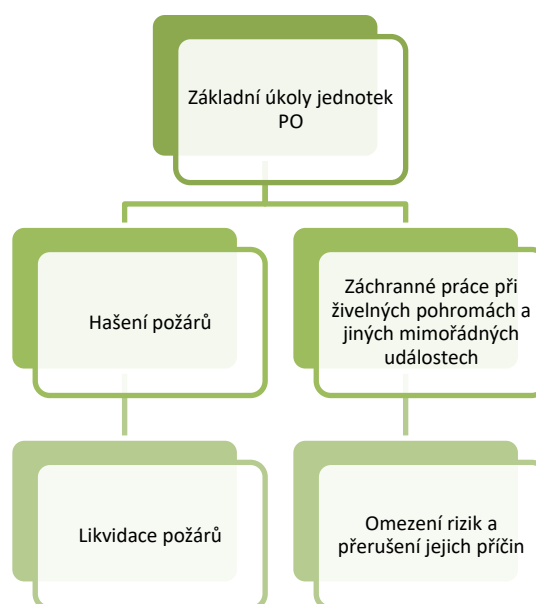 Základní úkoly jednotek
PO
Hašení požárů
Záchranné práce při
živelných pohromách a
jiných mimořádných
událostech
Likvidace požárů
Omezení rizik a
přerušení jejich příčin